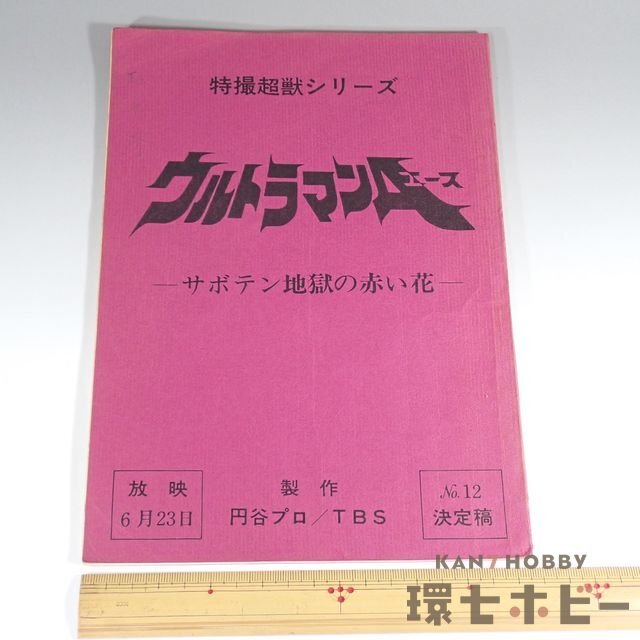 特撮超獣シリーズ
ウルトラマンA
エース
―サボテン地獄の赤い花―
放映
6月23日
製作
円谷プロ/TBS
No.12
決定稿
KAN7HOBBY
環七ホビー